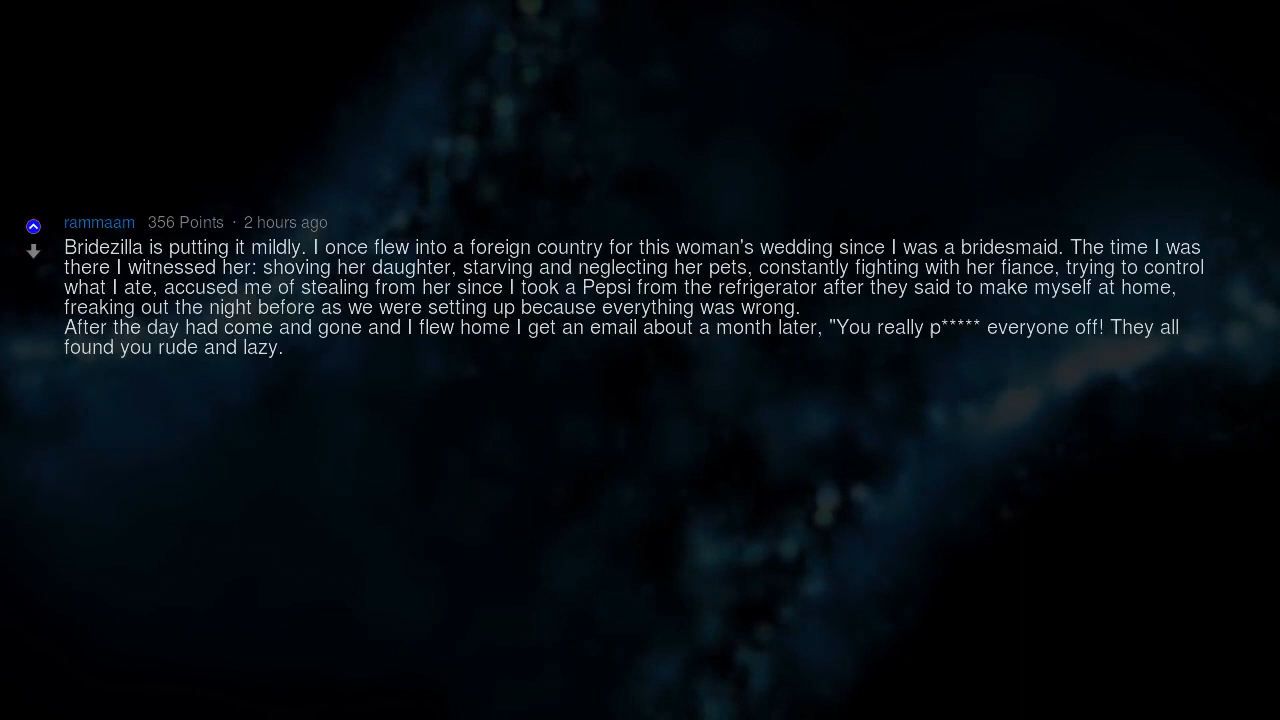 rammaam 356 Points · 2 hours ago
Bridezilla is putting it mildly. I once flew into a foreign country for this woman's wedding since I was a bridesmaid. The time I was
there I witnessed her: shoving her daughter, starving and neglecting her pets, constantly fighting with her fiance, trying to control
what I ate, accused me of stealing from her since I took a Pepsi from the refrigerator after they said to make myself at home,
freaking out the night before as we were setting up because everything was wrong.
After the day had come and gone and I flew home I get an email about a month later, "You really p***** everyone off! They all
found you rude and lazy.